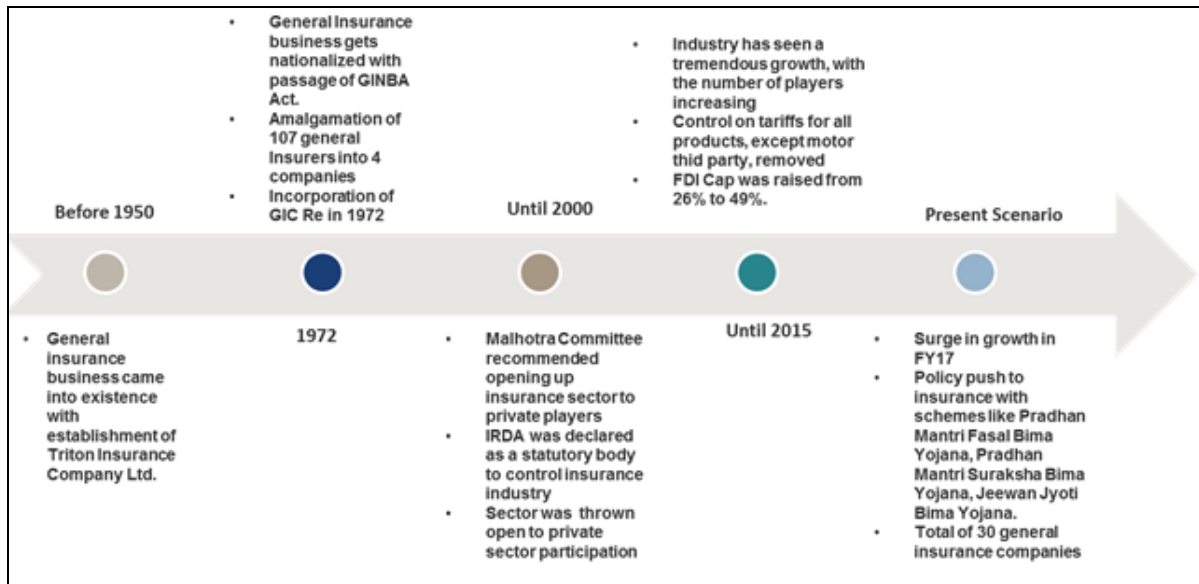 Before 1950
• General
insurance
business came
into existence
with
establishment of
Triton Insurance
Company Ltd.
• General Insurance
business gets
nationalized with
passage of GINBA
Act.
• Amalgamation of
107 general
Insurers into 4
companies
• Incorporation of
GIC Re in 1972
1972
Until 2000
• Malhotra Committee
recommended
opening up
insurance sector to
private players
• IRDA was declared
as a statutory body
to control insurance
industry
• Sector was thrown
open to private
sector participation
• Industry has seen a
tremendous growth, with
the number of players
increasing
• Control on tariffs for all
products, except motor
thid party, removed
• FDI Cap was raised from
26% to 49%.
Until 2015
Present Scenario
• Surge in growth in
FY17
• Policy push to
insurance with
schemes like Pradhan
Mantri Fasal Bima
Yojana, Pradhan
Mantri Suraksha Bima
Yojana, Jeewan Jyoti
Bima Yojana.
• Total of 30 general
insurance companies